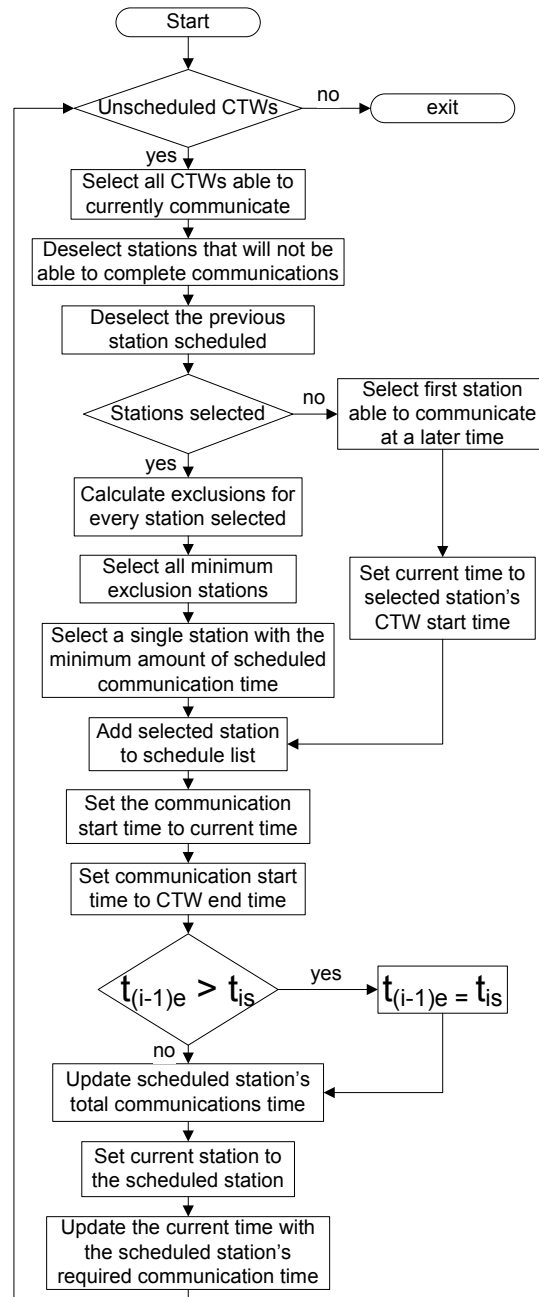 Start
Unscheduled CTWs
no
exit
yes
Select all CTWs able to
currently communicate
Deselect stations that will not be
able to complete communications
Deselect the previous
station scheduled
Stations selected
no
Select first station
able to communicate
at a later time
yes
Calculate exclusions for
every station selected
Select all minimum
exclusion stations
Set current time to
selected station's
CTW start time
Select a single station with the
minimum amount of scheduled
communication time
Add selected station
to schedule list
Set the communication
start time to current time
Set communication start
time to CTW end time
t(i-1)e > tis
yes
t(i-1)e = tis
no
Update scheduled station's
total communications time
Set current station to
the scheduled station
Update the current time with
the scheduled station's
required communication time